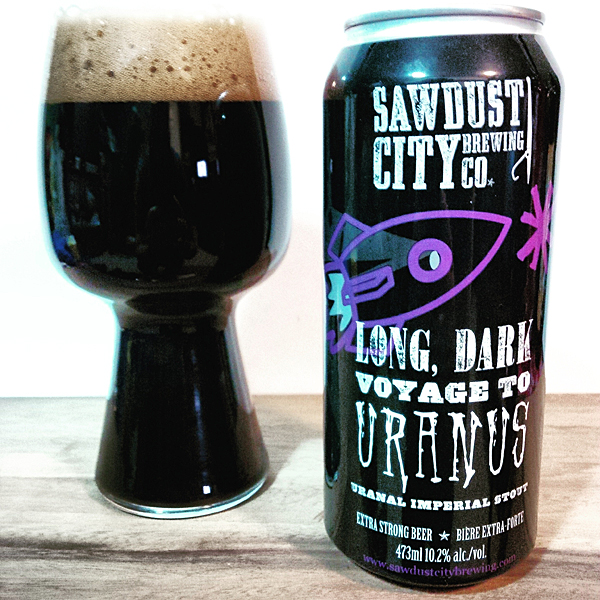 SAWDUST
CITY BREWING CO.
LONG, DARK
VOYAGE TO
URANUS
URANAL IMPERIAL STOUT
EXTRA STRONG BEER ★ BIÈRE EXTRA-FORTE
473ml 10.2% alc./vol.
www.sawdustcitybrewing.com